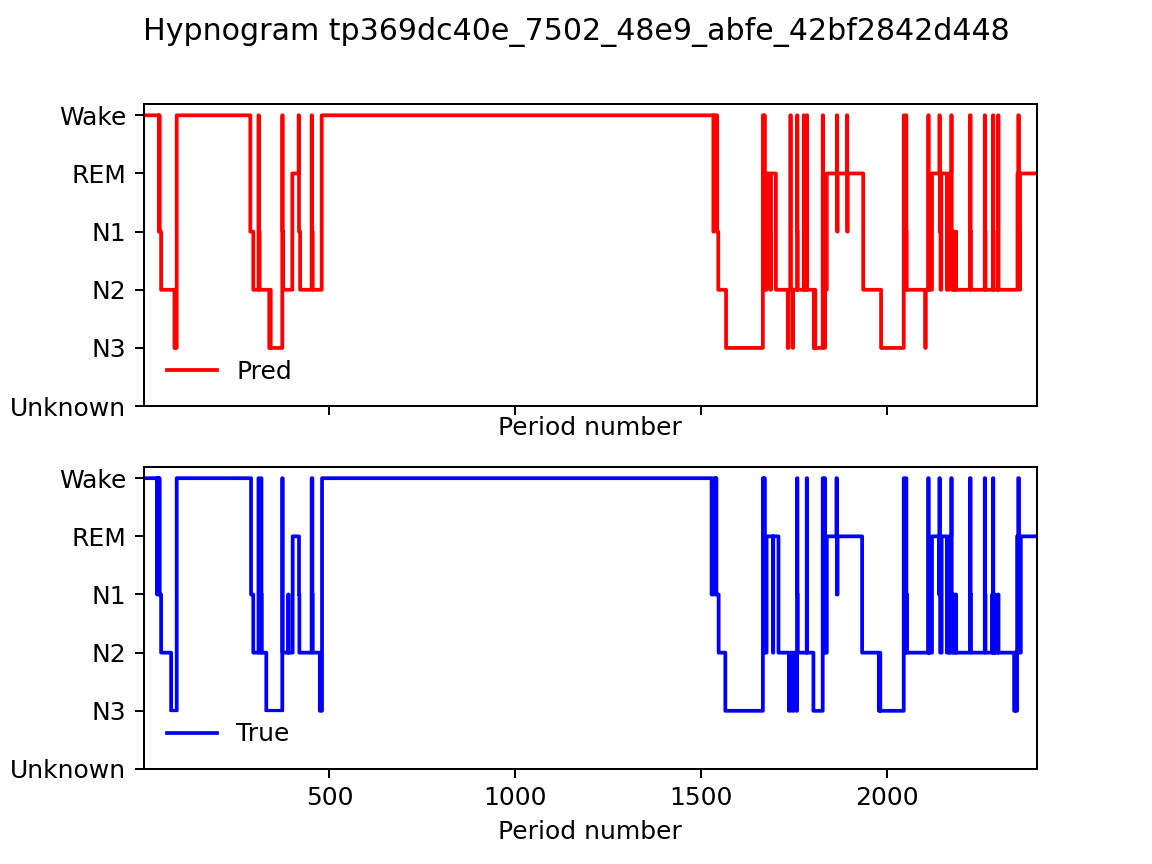 Hypnogram tp369dc40e_7502_48e9_abfe_42bf2842d448
Wake
REM
N1
N2
N3
Unknown
Pred
Period number
Wake
REM
N1
N2
N3
Unknown
True
500
1000
1500
2000
Period number